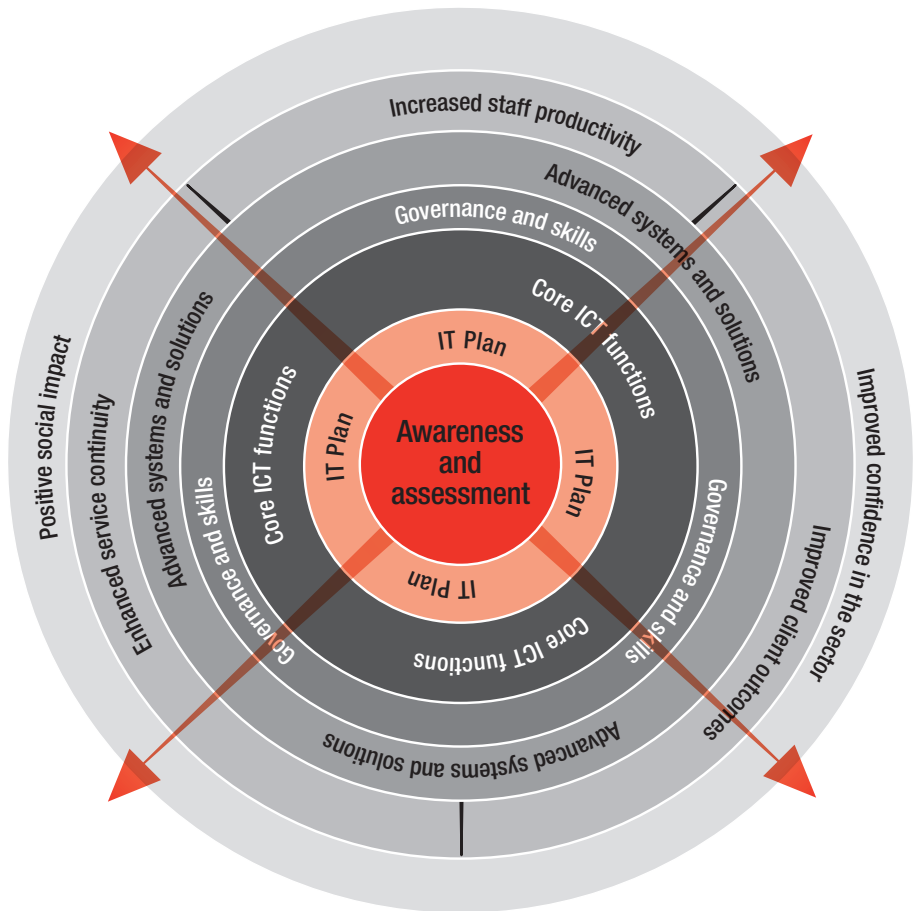 Increased staff productivity
Advanced systems and solutions
Governance and skills
Core ICT functions
IT Plan
Awareness
and
assessment
IT Plan
IT Plan
IT Plan
Core ICT functions
Core ICT functions
Governance and skills
Governance and skills
Advanced systems and solutions
Advanced systems and solutions
Enhanced service continuity
Improved client outcomes
Positive social impact
Improved confidence in the sector